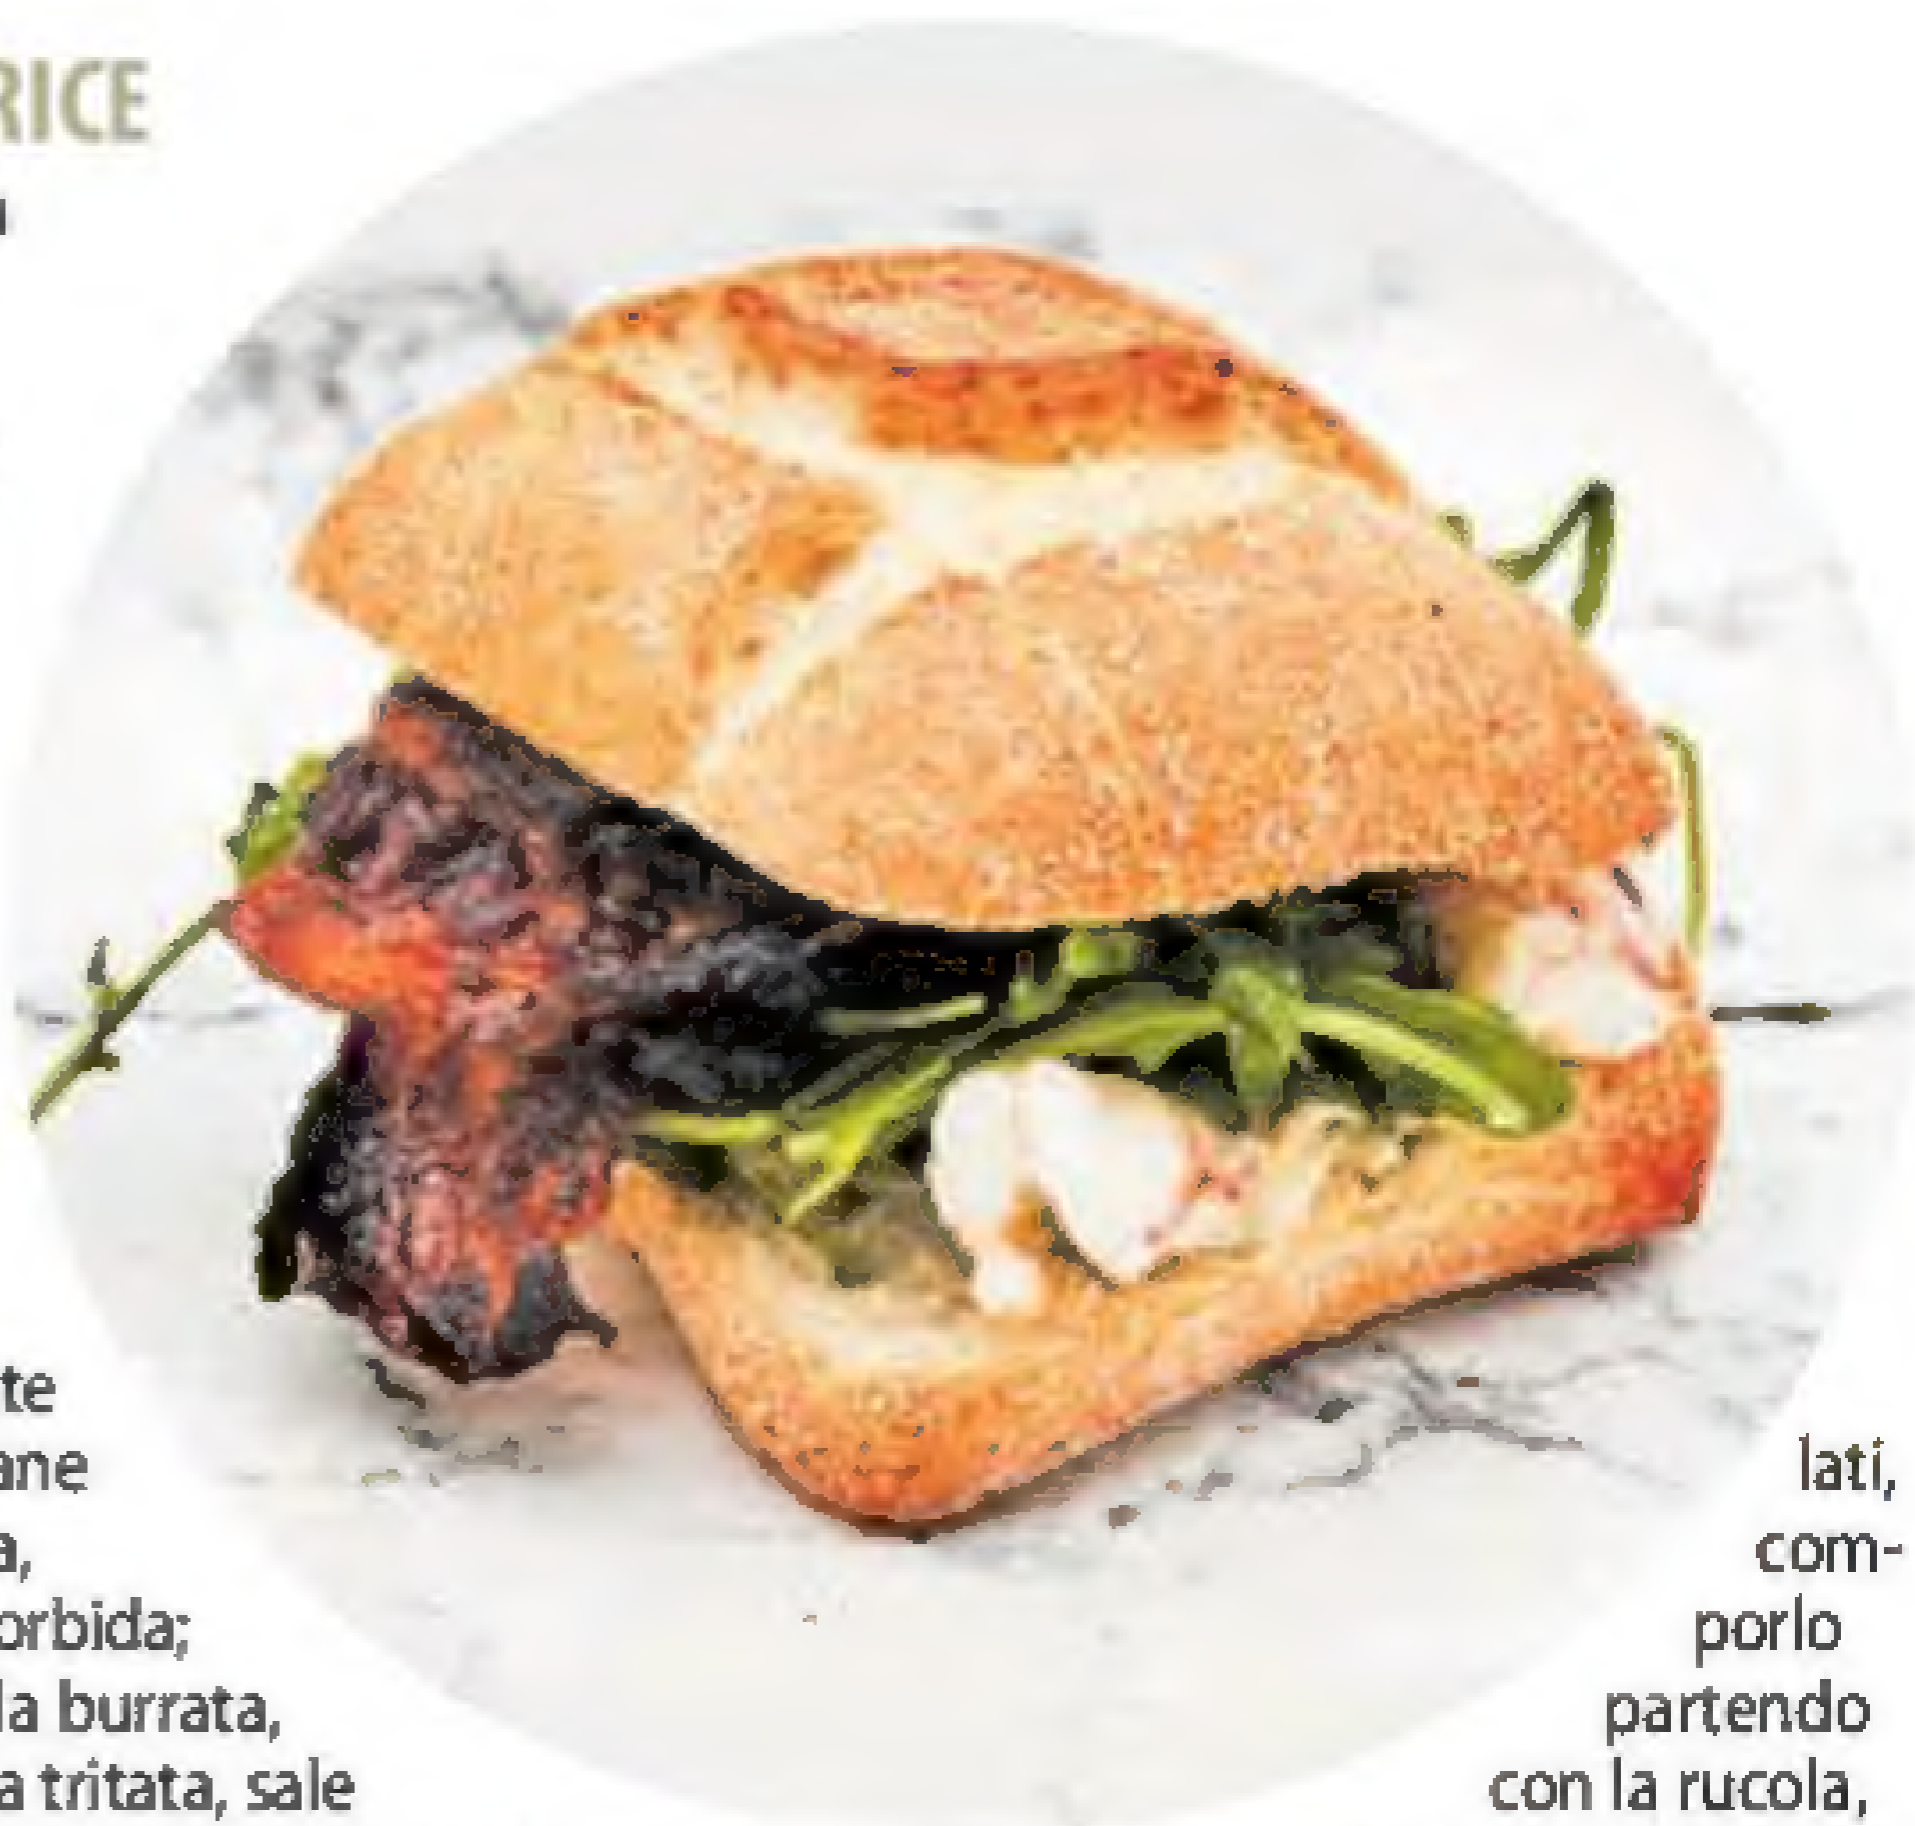 RICE
te
ane
a,
orbida;
la burrata,
a tritata, sale
lati,
com-
porlo
partendo
con la rucola,